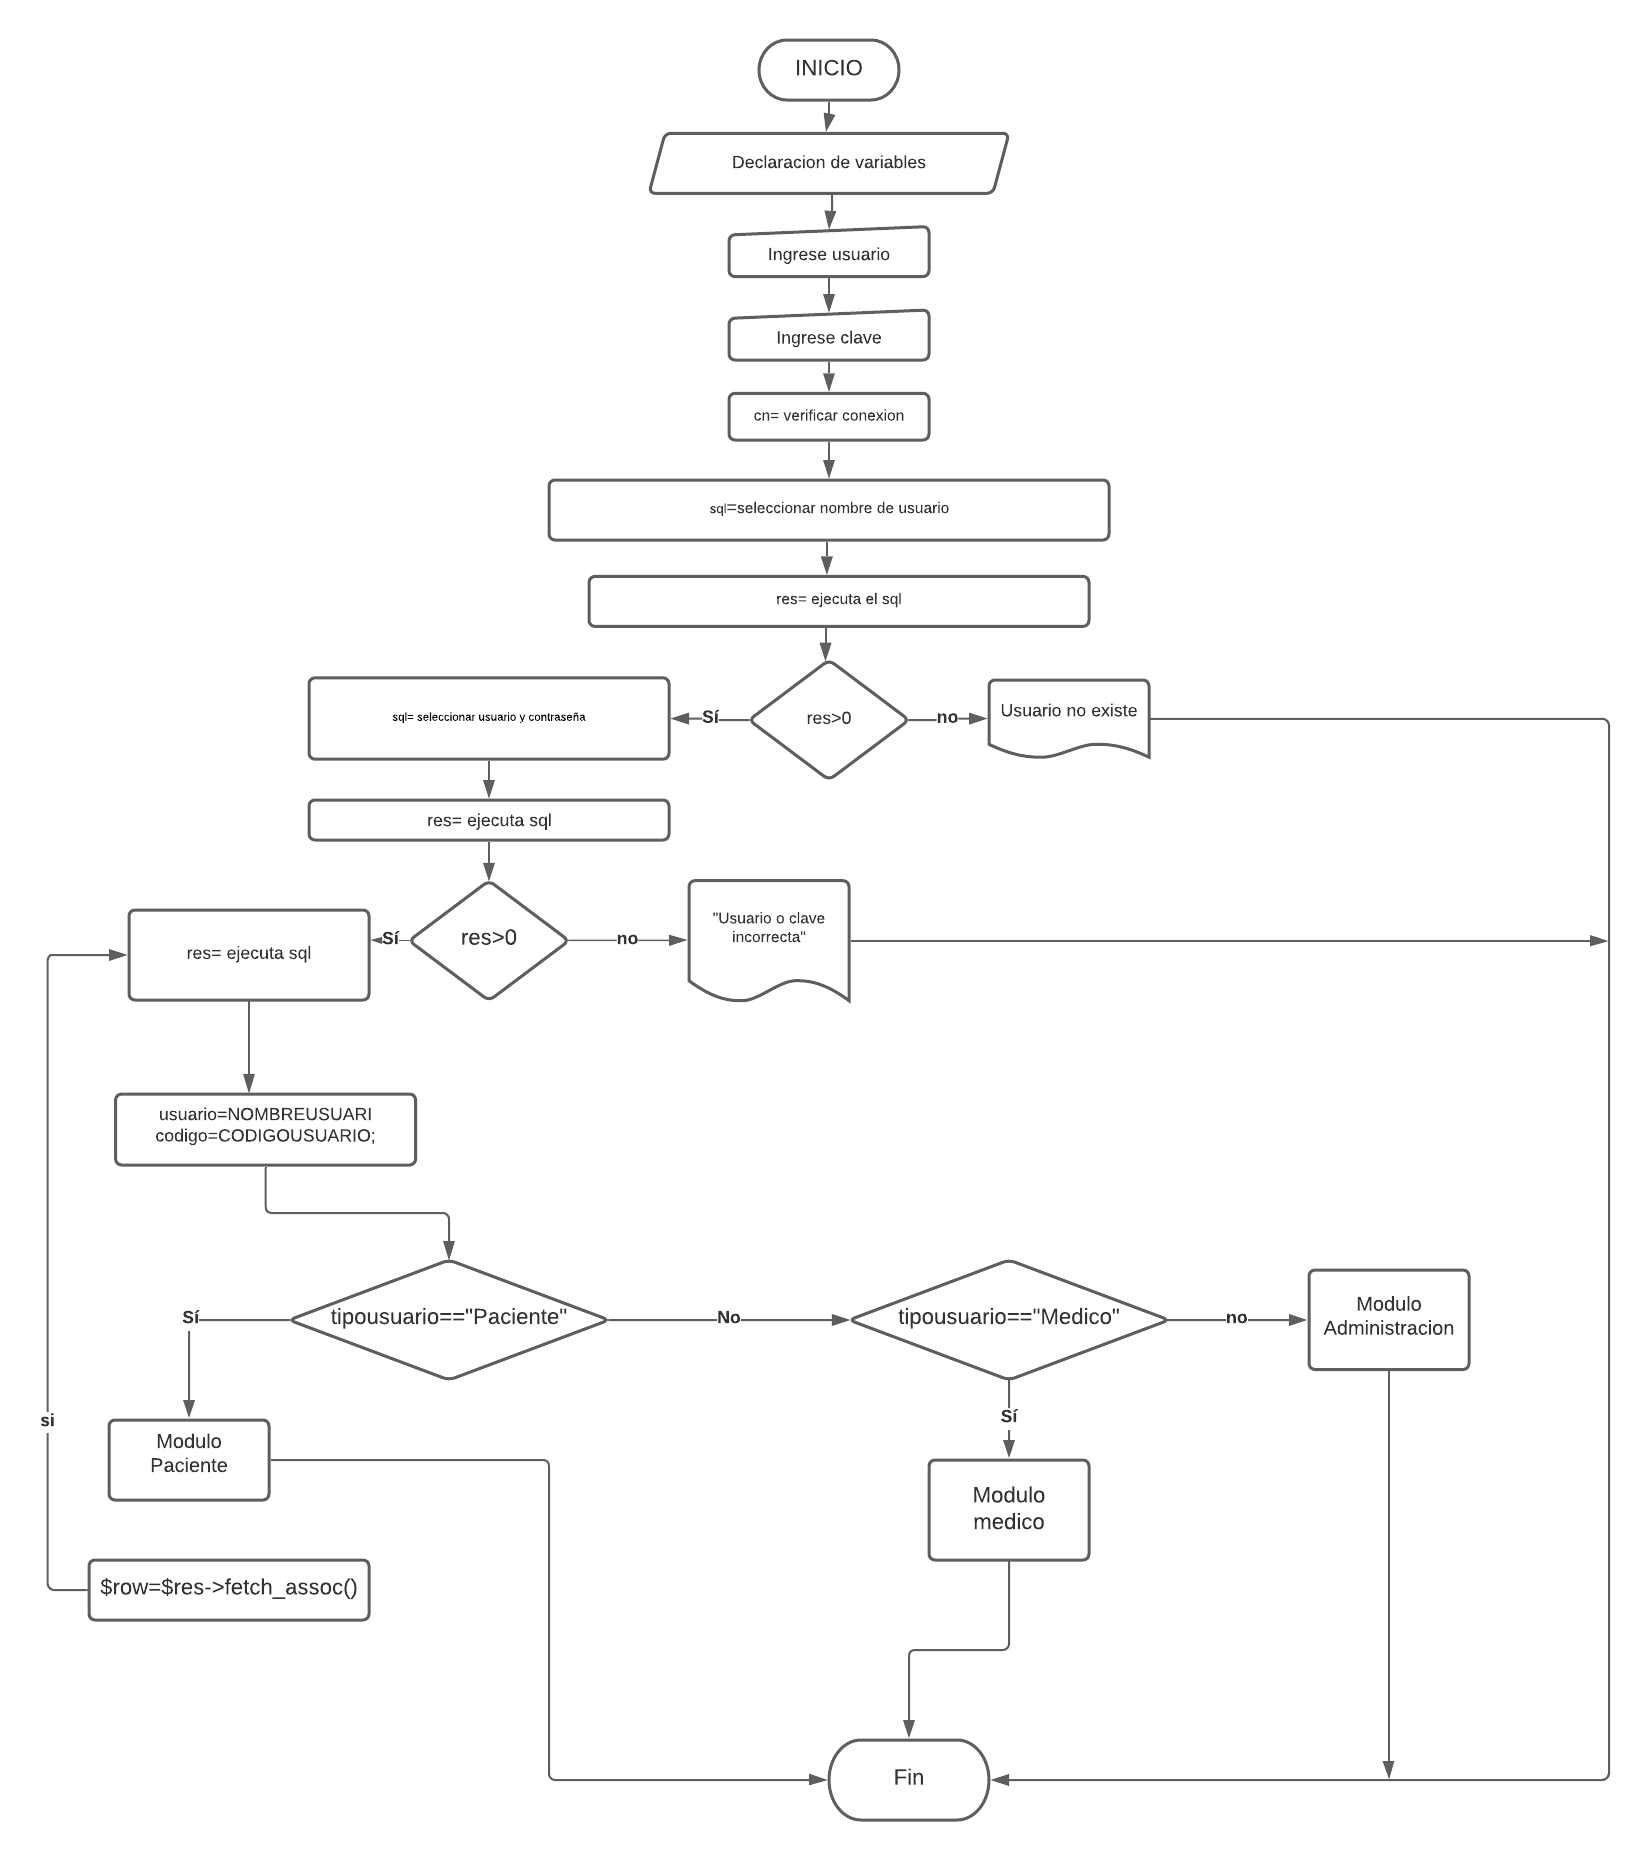 INICIO
Declaracion de variables
Ingrese usuario
Ingrese clave
cn= verificar conexion
sql=seleccionar nombre de usuario
res= ejecuta el sql
sql= seleccionar usuario y contraseña
Sí
res>0
no
Usuario no existe
res= ejecuta sql
res= ejecuta sql
Sí
res>0
no
"Usuario o clave
incorrecta"
usuario=NOMBREUSUARI
codigo=CODIGOUSUARIO;
Sí
tipousuario=="Paciente"
No
tipousuario=="Medico"
no
Modulo
Administracion
si
Sí
Modulo
Paciente
Modulo
medico
$row=$res->fetch_assoc()
Fin